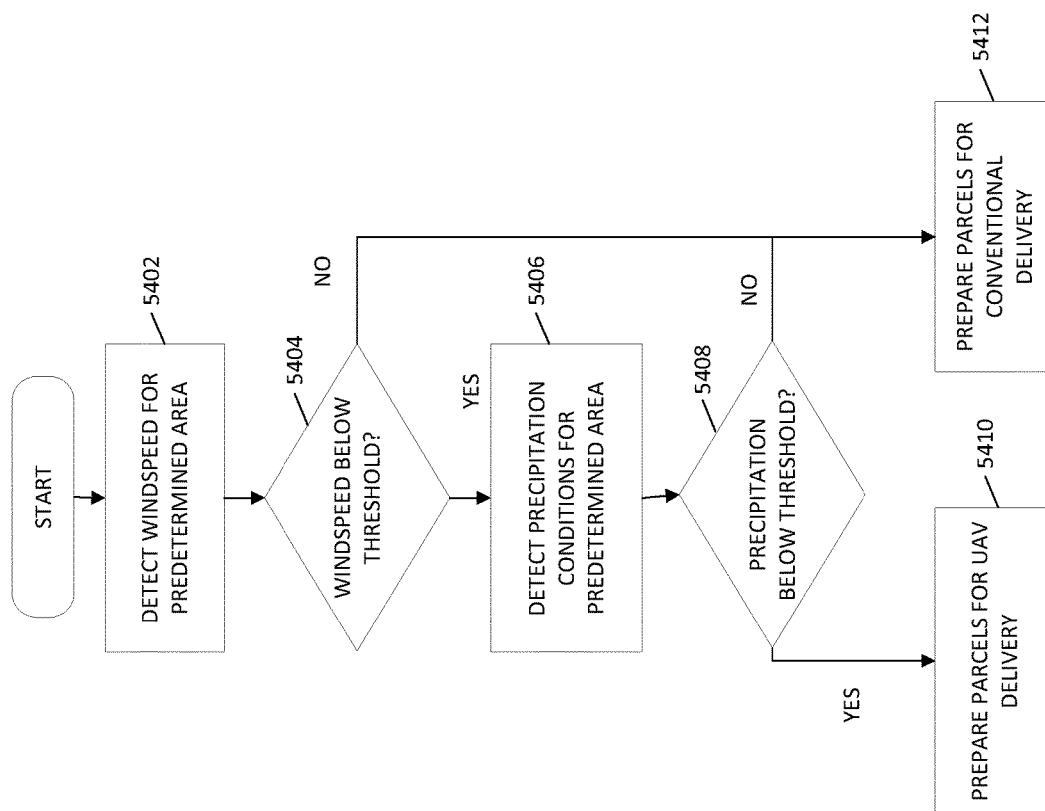 START
5402
DETECT WINDSPEED FOR
PREDETERMINED AREA
5404
WINDSPEED BELOW
THRESHOLD?
NO
YES
5406
DETECT PRECIPITATION
CONDITIONS FOR
PREDETERMINED AREA
5408
PRECIPITATION
BELOW THRESHOLD?
NO
YES
5410
PREPARE PARCELS FOR UAV
DELIVERY
5412
PREPARE PARCELS FOR
CONVENTIONAL
DELIVERY